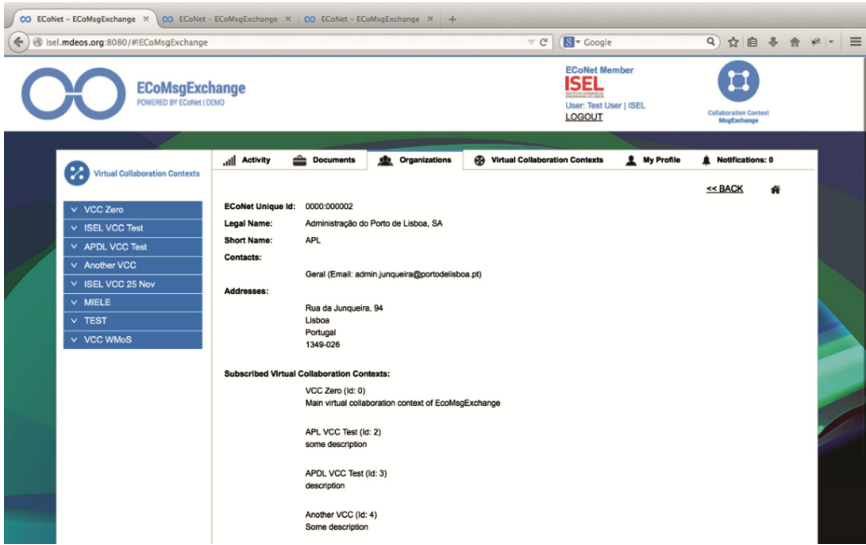 ECoNet - ECoMsgExchange
ECoNet - ECoMsgExchange
ECoNet - ECoMsgExchange
isel.mdeos.org:8080/#!ECoMsgExchange
Google
ECoMsgExchange
POWERED BY ECoNet | DEMO
ECoNet Member
ISEL
User: Test User | ISEL
LOGOUT
Collaboration Context
MsgExchange
Virtual Collaboration Contexts
VCC Zero
ISEL VCC Test
APDL VCC Test
Another VCC
ISEL VCC 25 Nov
MIELE
TEST
VCC WMoS
Activity Documents Organizations Virtual Collaboration Contexts My Profile Notifications: 0
<< BACK
ECoNet Unique Id: 0000:000002
Legal Name: Administração do Porto de Lisboa, SA
Short Name: APL
Contacts:
Geral (Email: admin.junqueira@portodelisboa.pt)
Addresses:
Rua da Junqueira, 94
Lisboa
Portugal
1349-026
Subscribed Virtual Collaboration Contexts:
VCC Zero (Id: 0)
Main virtual collaboration context of EcoMsgExchange
APL VCC Test (Id: 2)
some description
APDL VCC Test (Id: 3)
description
Another VCC (Id: 4)
Some description